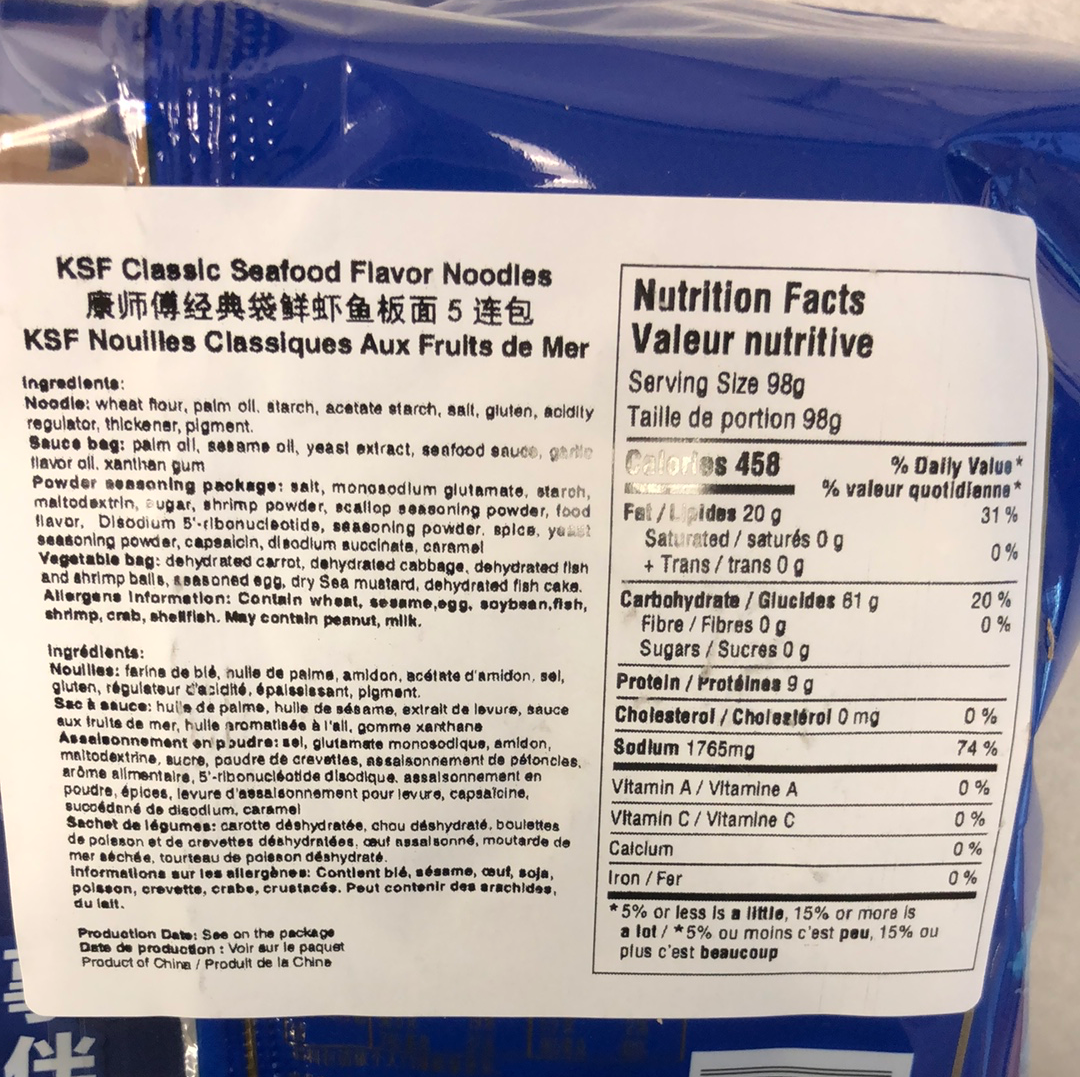 KSF Classic Seafood Flavor Noodles
康师傅经典袋鲜虾鱼板面 5 连包
KSF Nouilles Classiques Aux Fruits de Mer
Ingredients:
Noodle: wheat flour, palm oil, starch, acetate starch, salt, gluten, acidity
regulator, thickener, pigment.
Sauce bag: palm oil, sesame oil, yeast extract, seafood sauce, garlic
flavor oil, xanthan gum
Powder seasoning package: salt, monosodium glutamate, starch,
maltodextrin, sugar, shrimp powder, scallop seasoning powder, food
flavor, Disodium 5'-ribonucleotide, seasoning powder, spice, yeast
seasoning powder, capsaicin, disodium succinate, caramel
Vegetable bag: dehydrated carrot, dehydrated cabbage, dehydrated fish
and shrimp balls, seasoned egg, dry Sea mustard, dehydrated fish cake.
Allergens Information: Contain wheat, sesame,egg, soybean,fish,
shrimp, crab, shellfish. May contain peanut, milk.
Ingrédients:
Nouilles: farine de blé, huile de palme, amidon, acétate d'amidon, sel,
gluten, régulateur d'acidité, épaississant, pigment.
Sac à sauce: huile de palme, huile de sésame, extrait de levure, sauce
aux fruits de mer, huile aromatisée à l'ail, gomme xanthane
Assaisonnement en poudre: sel, glutamate monosodique, amidon,
maltodextrine, sucre, poudre de crevettes, assaisonnement de pétoncles,
arôme alimentaire, 5'-ribonucléotide disodique, assaisonnement en
poudre, épices, levure d'assaisonnement pour levure, capsaïcine,
succédané de disodium, caramel
Sachet de légumes: carotte déshydratée, chou déshydraté, boulettes
de poisson et de crevettes déshydratées, œuf assaisonné, moutarde de
mer séchée, tourteau de poisson déshydraté.
Informations sur les allergènes: Contient blé, sésame, œuf, soja,
poisson, crevette, crabe, crustacés. Peut contenir des arachides,
du lait.
Production Date: See on the package
Date de production : Voir sur le paquet
Product of China / Produit de la Chine
Nutrition Facts
Valeur nutritive
Serving Size 98g
Taille de portion 98g
Calories 458
% Daily Value*
% valeur quotidienne*
Fat / Lipides 20 g 31 %
Saturated / saturés 0 g
+ Trans / trans 0 g 0 %
Carbohydrate / Glucides 61 g 20 %
Fibre / Fibres 0 g 0 %
Sugars / Sucres 0 g
Protein / Protéines 9 g
Cholesterol / Cholestérol 0 mg 0 %
Sodium 1765mg 74 %
Vitamin A / Vitamine A 0 %
Vitamin C / Vitamine C 0 %
Calcium 0 %
Iron / Fer 0 %
*5% or less is a little, 15% or more is
a lot / *5% ou moins c'est peu, 15% ou
plus c'est beaucoup
伴